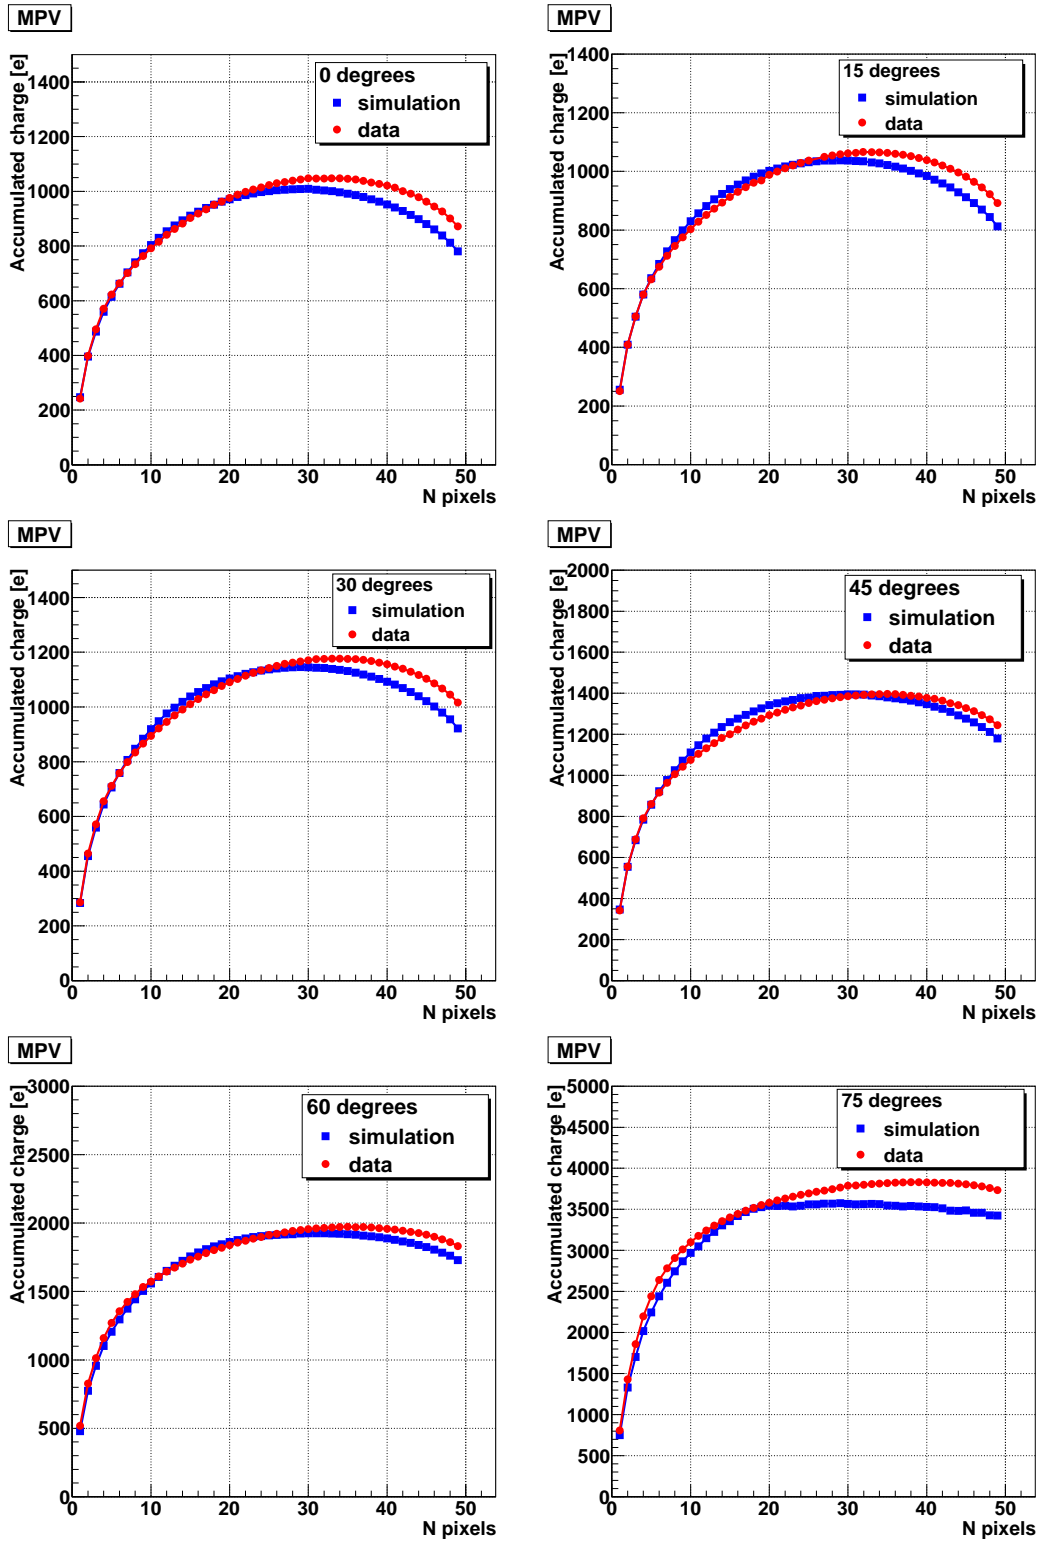 MPV
Accumulated charge [e]
0 degrees
simulation
data
1400
1200
1000
800
600
400
200
0
0 10 20 30 40 50
N pixels
MPV
Accumulated charge [e]
15 degrees
simulation
data
1400
1200
1000
800
600
400
200
0
0 10 20 30 40 50
N pixels
MPV
Accumulated charge [e]
30 degrees
simulation
data
1400
1200
1000
800
600
400
200
0
0 10 20 30 40 50
N pixels
MPV
Accumulated charge [e]
45 degrees
simulation
data
2000
1800
1600
1400
1200
1000
800
600
400
200
0
0 10 20 30 40 50
N pixels
MPV
Accumulated charge [e]
60 degrees
simulation
data
3000
2500
2000
1500
1000
500
0
0 10 20 30 40 50
N pixels
MPV
Accumulated charge [e]
75 degrees
simulation
data
5000
4500
4000
3500
3000
2500
2000
1500
1000
500
0
0 10 20 30 40 50
N pixels